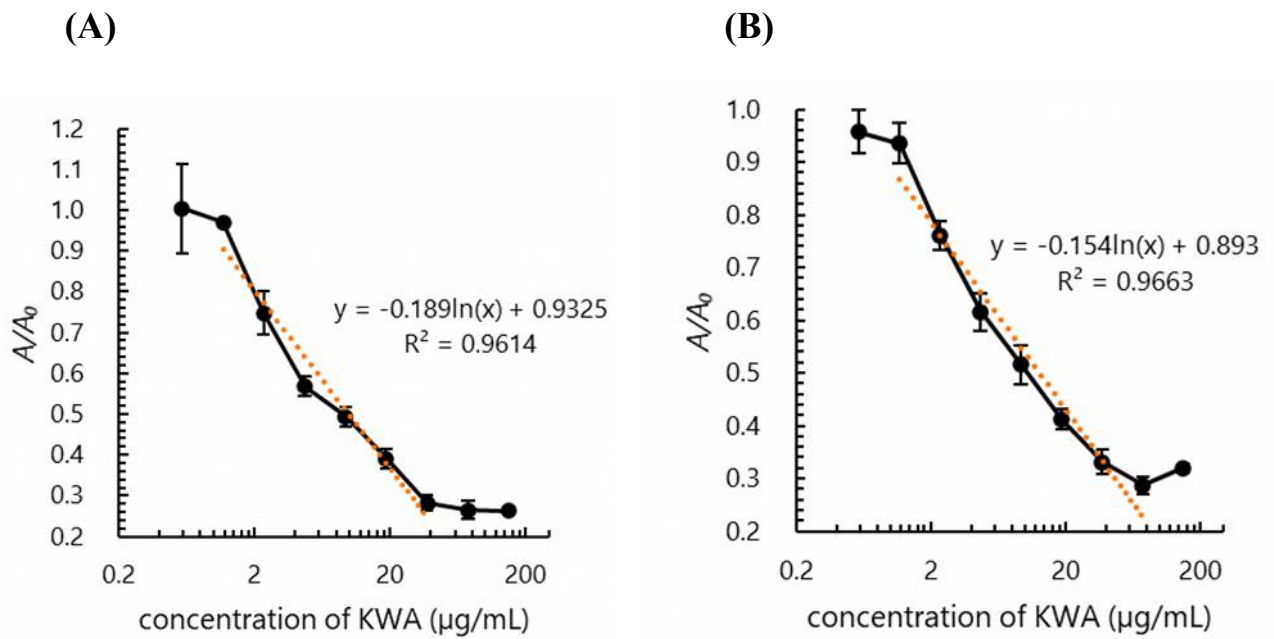 (A)
1.2
1.1
1.0
0.9
0.8
0.7
0.6
0.5
0.4
0.3
0.2
A/A₀
y = -0.189ln(x) + 0.9325
R² = 0.9614
0.2 2 20 200
concentration of KWA (μg/mL)
(B)
1.0
0.9
0.8
0.7
0.6
0.5
0.4
0.3
0.2
A/A₀
y = -0.154ln(x) + 0.893
R² = 0.9663
0.2 2 20 200
concentration of KWA (μg/mL)